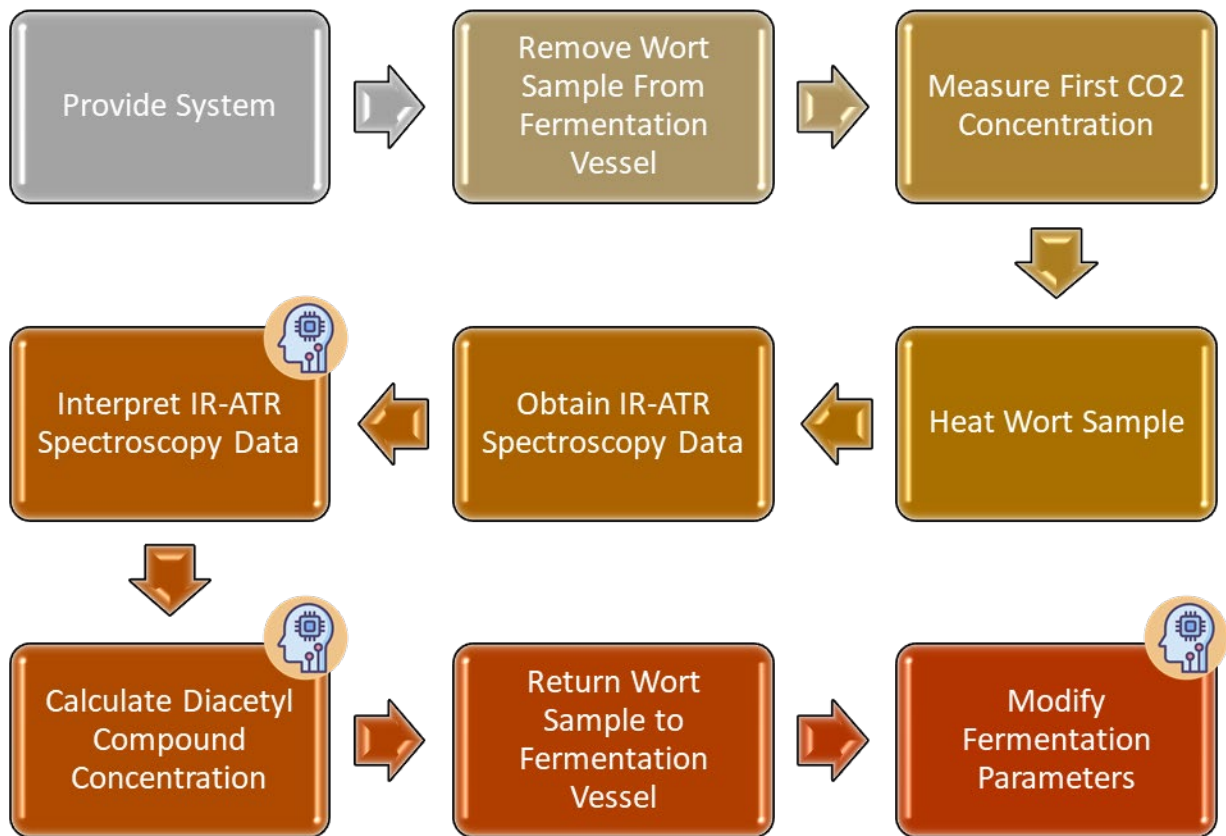 Provide System
Remove Wort
Sample From
Fermentation
Vessel
Measure First CO2
Concentration
Heat Wort Sample
Obtain IR-ATR
Spectroscopy Data
Interpret IR-ATR
Spectroscopy Data
Calculate Diacetyl
Compound
Concentration
Return Wort
Sample to
Fermentation
Vessel
Modify
Fermentation
Parameters